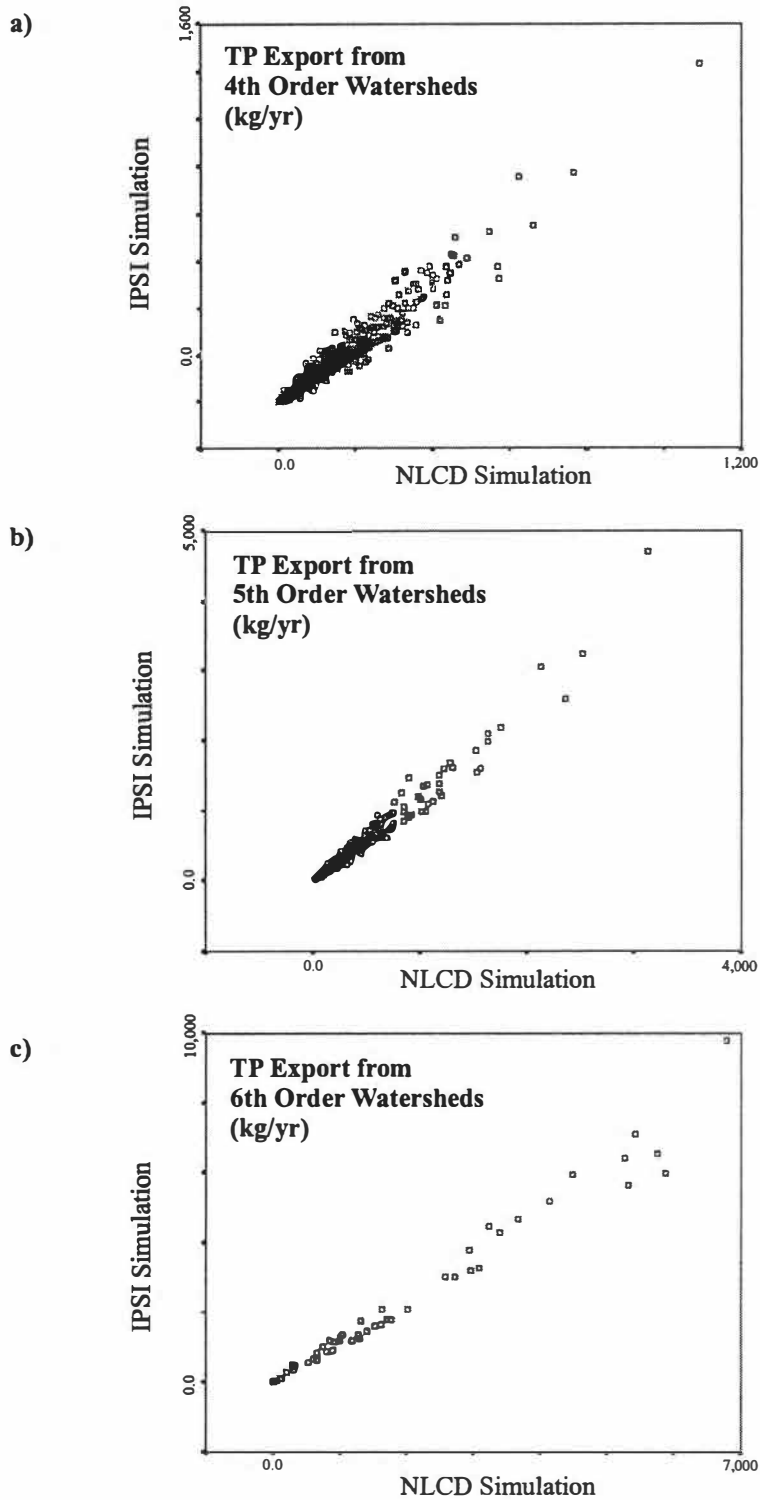 a)
1,600
TP Export from
4th Order Watersheds
(kg/yr)
IPSI Simulation
0.0
0.0
NLCD Simulation
1,200
b)
5,000
TP Export from
5th Order Watersheds
(kg/yr)
IPSI Simulation
0.0
0.0
NLCD Simulation
4,000
c)
10,000
TP Export from
6th Order Watersheds
(kg/yr)
IPSI Simulation
0.0
0.0
NLCD Simulation
7,000